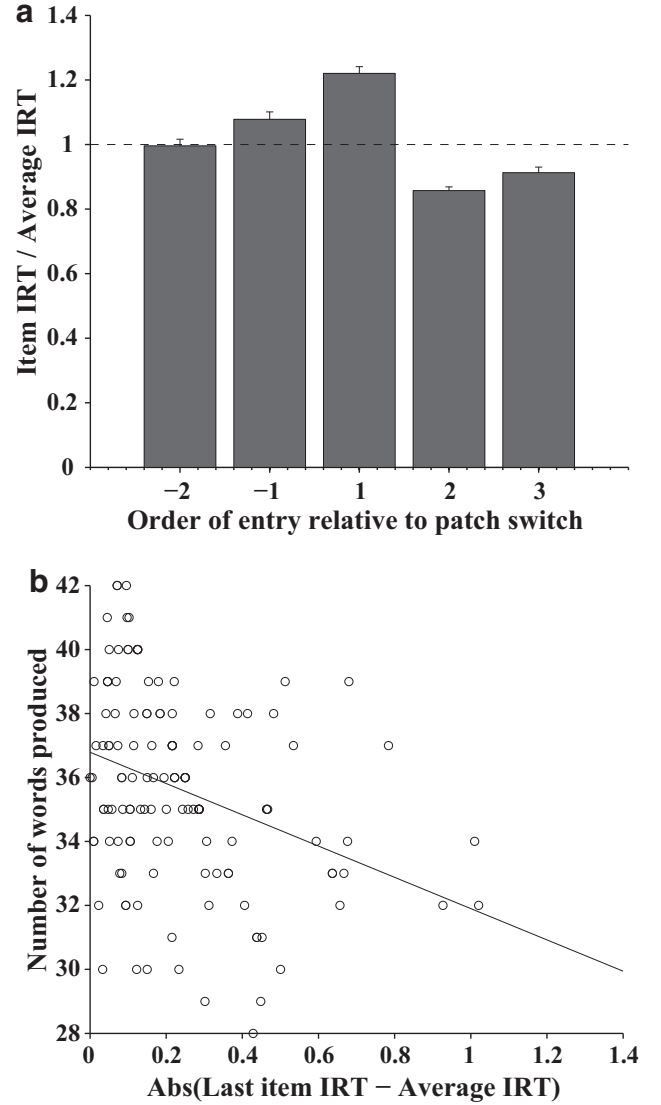 a
Item IRT / Average IRT
1.4
1.2
1
0.8
0.6
0.4
0.2
0
−2 −1 1 2 3
Order of entry relative to patch switch
b
Number of words produced
42
40
38
36
34
32
30
28
0 0.2 0.4 0.6 0.8 1 1.2 1.4
Abs(Last item IRT − Average IRT)